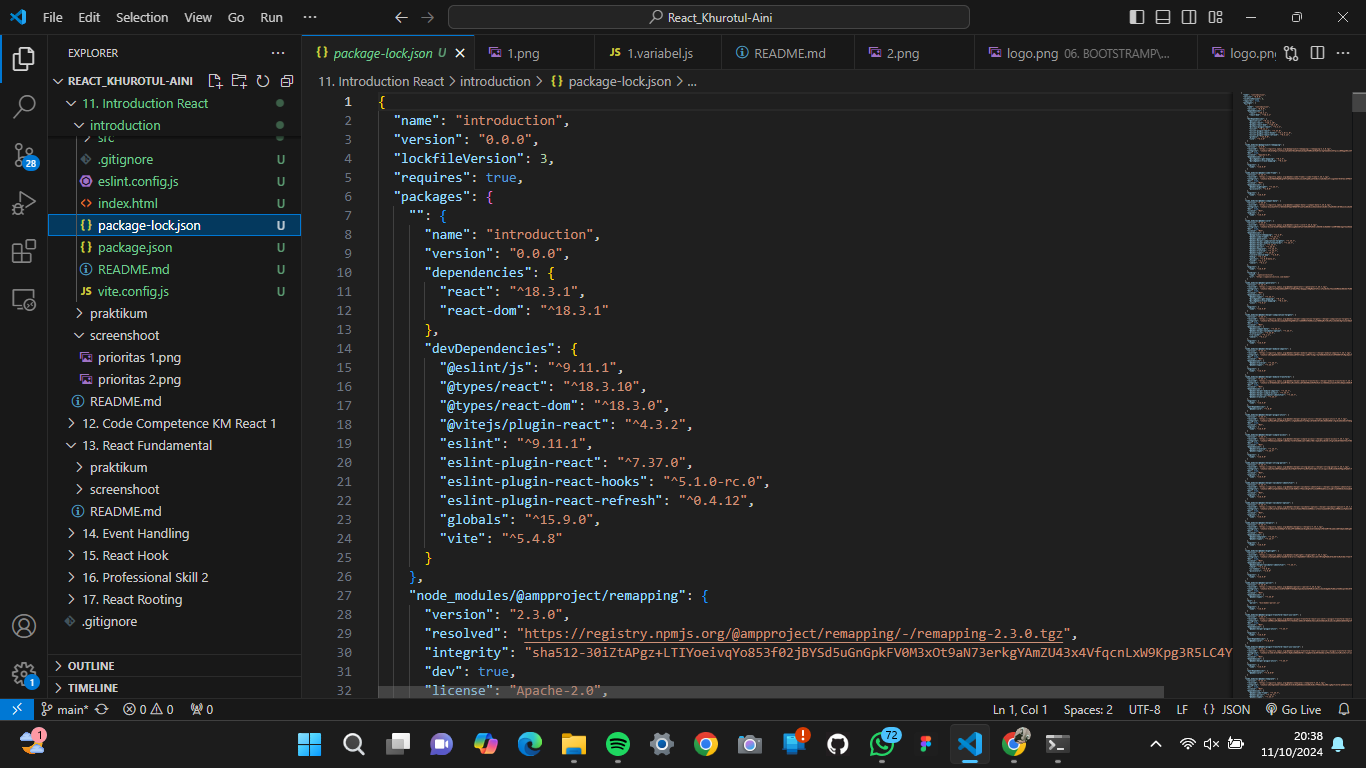 File Edit Selection View Go Run ··· React_Khurotul-Aini
EXPLORER ···
REACT_KHUROTUL-AINI
11. Introduction React
introduction
src
.gitignore U
eslint.config.js U
index.html U
package-lock.json U
package.json U
README.md U
JS vite.config.js U
praktikum
screenshoot
prioritas 1.png
prioritas 2.png
README.md
12. Code Competence KM React 1
13. React Fundamental
praktikum
screenshoot
README.md
14. Event Handling
15. React Hook
16. Professional Skill 2
17. React Rooting
.gitignore
OUTLINE
TIMELINE
28
1
{} package-lock.json U 1.png JS 1.variabel.js README.md 2.png logo.png 06. BOOTSTRAMP\... logo.pn
11. Introduction React > introduction > {} package-lock.json > ...
1 {
2 "name": "introduction",
3 "version": "0.0.0",
4 "lockfileVersion": 3,
5 "requires": true,
6 "packages": {
7 "": {
8 "name": "introduction",
9 "version": "0.0.0",
10 "dependencies": {
11 "react": "^18.3.1",
12 "react-dom": "^18.3.1"
13 },
14 "devDependencies": {
15 "@eslint/js": "^9.11.1",
16 "@types/react": "^18.3.10",
17 "@types/react-dom": "^18.3.0",
18 "@vitejs/plugin-react": "^4.3.2",
19 "eslint": "^9.11.1",
20 "eslint-plugin-react": "^7.37.0",
21 "eslint-plugin-react-hooks": "^5.1.0-rc.0",
22 "eslint-plugin-react-refresh": "^0.4.12",
23 "globals": "^15.9.0",
24 "vite": "^5.4.8"
25 }
26 },
27 "node_modules/@ampproject/remapping": {
28 "version": "2.3.0",
29 "resolved": "https://registry.npmjs.org/@ampproject/remapping/-/remapping-2.3.0.tgz",
30 "integrity": "sha512-30iZtAPgz+LTIYoeivqYo853f02jBYSd5uGnGpkFV0M3xOt9aN73erkgYAmZU43x4VfqcnLxW9Kpg3R5LC4Y
31 "dev": true,
32 "license": "Apache-2.0",
main* 0 0 0 Ln 1, Col 1 Spaces: 2 UTF-8 LF {} JSON Go Live
1 72 20:38
11/10/2024